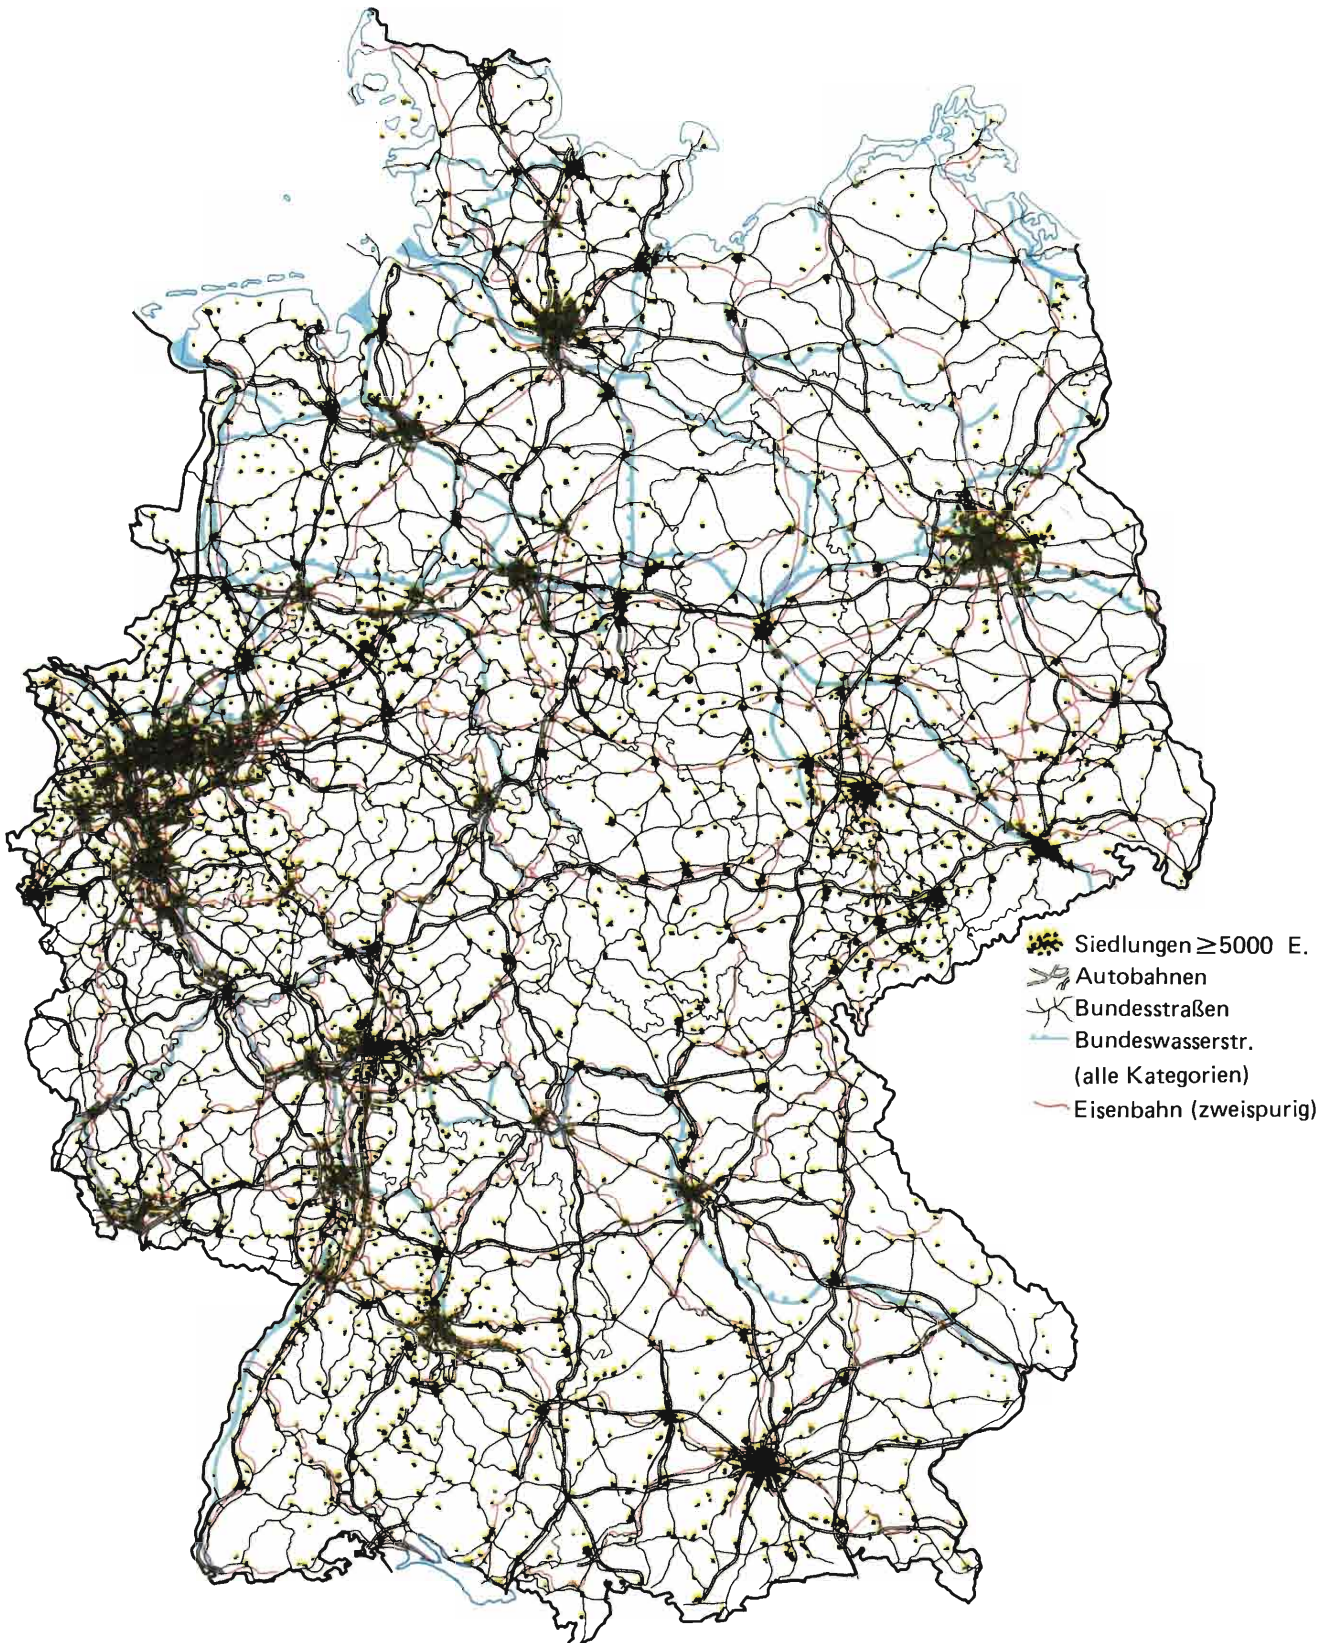 Siedlungen ≥5000 E.
Autobahnen
Bundesstraßen
Bundeswasserstr.
(alle Kategorien)
Eisenbahn (zweispurig)